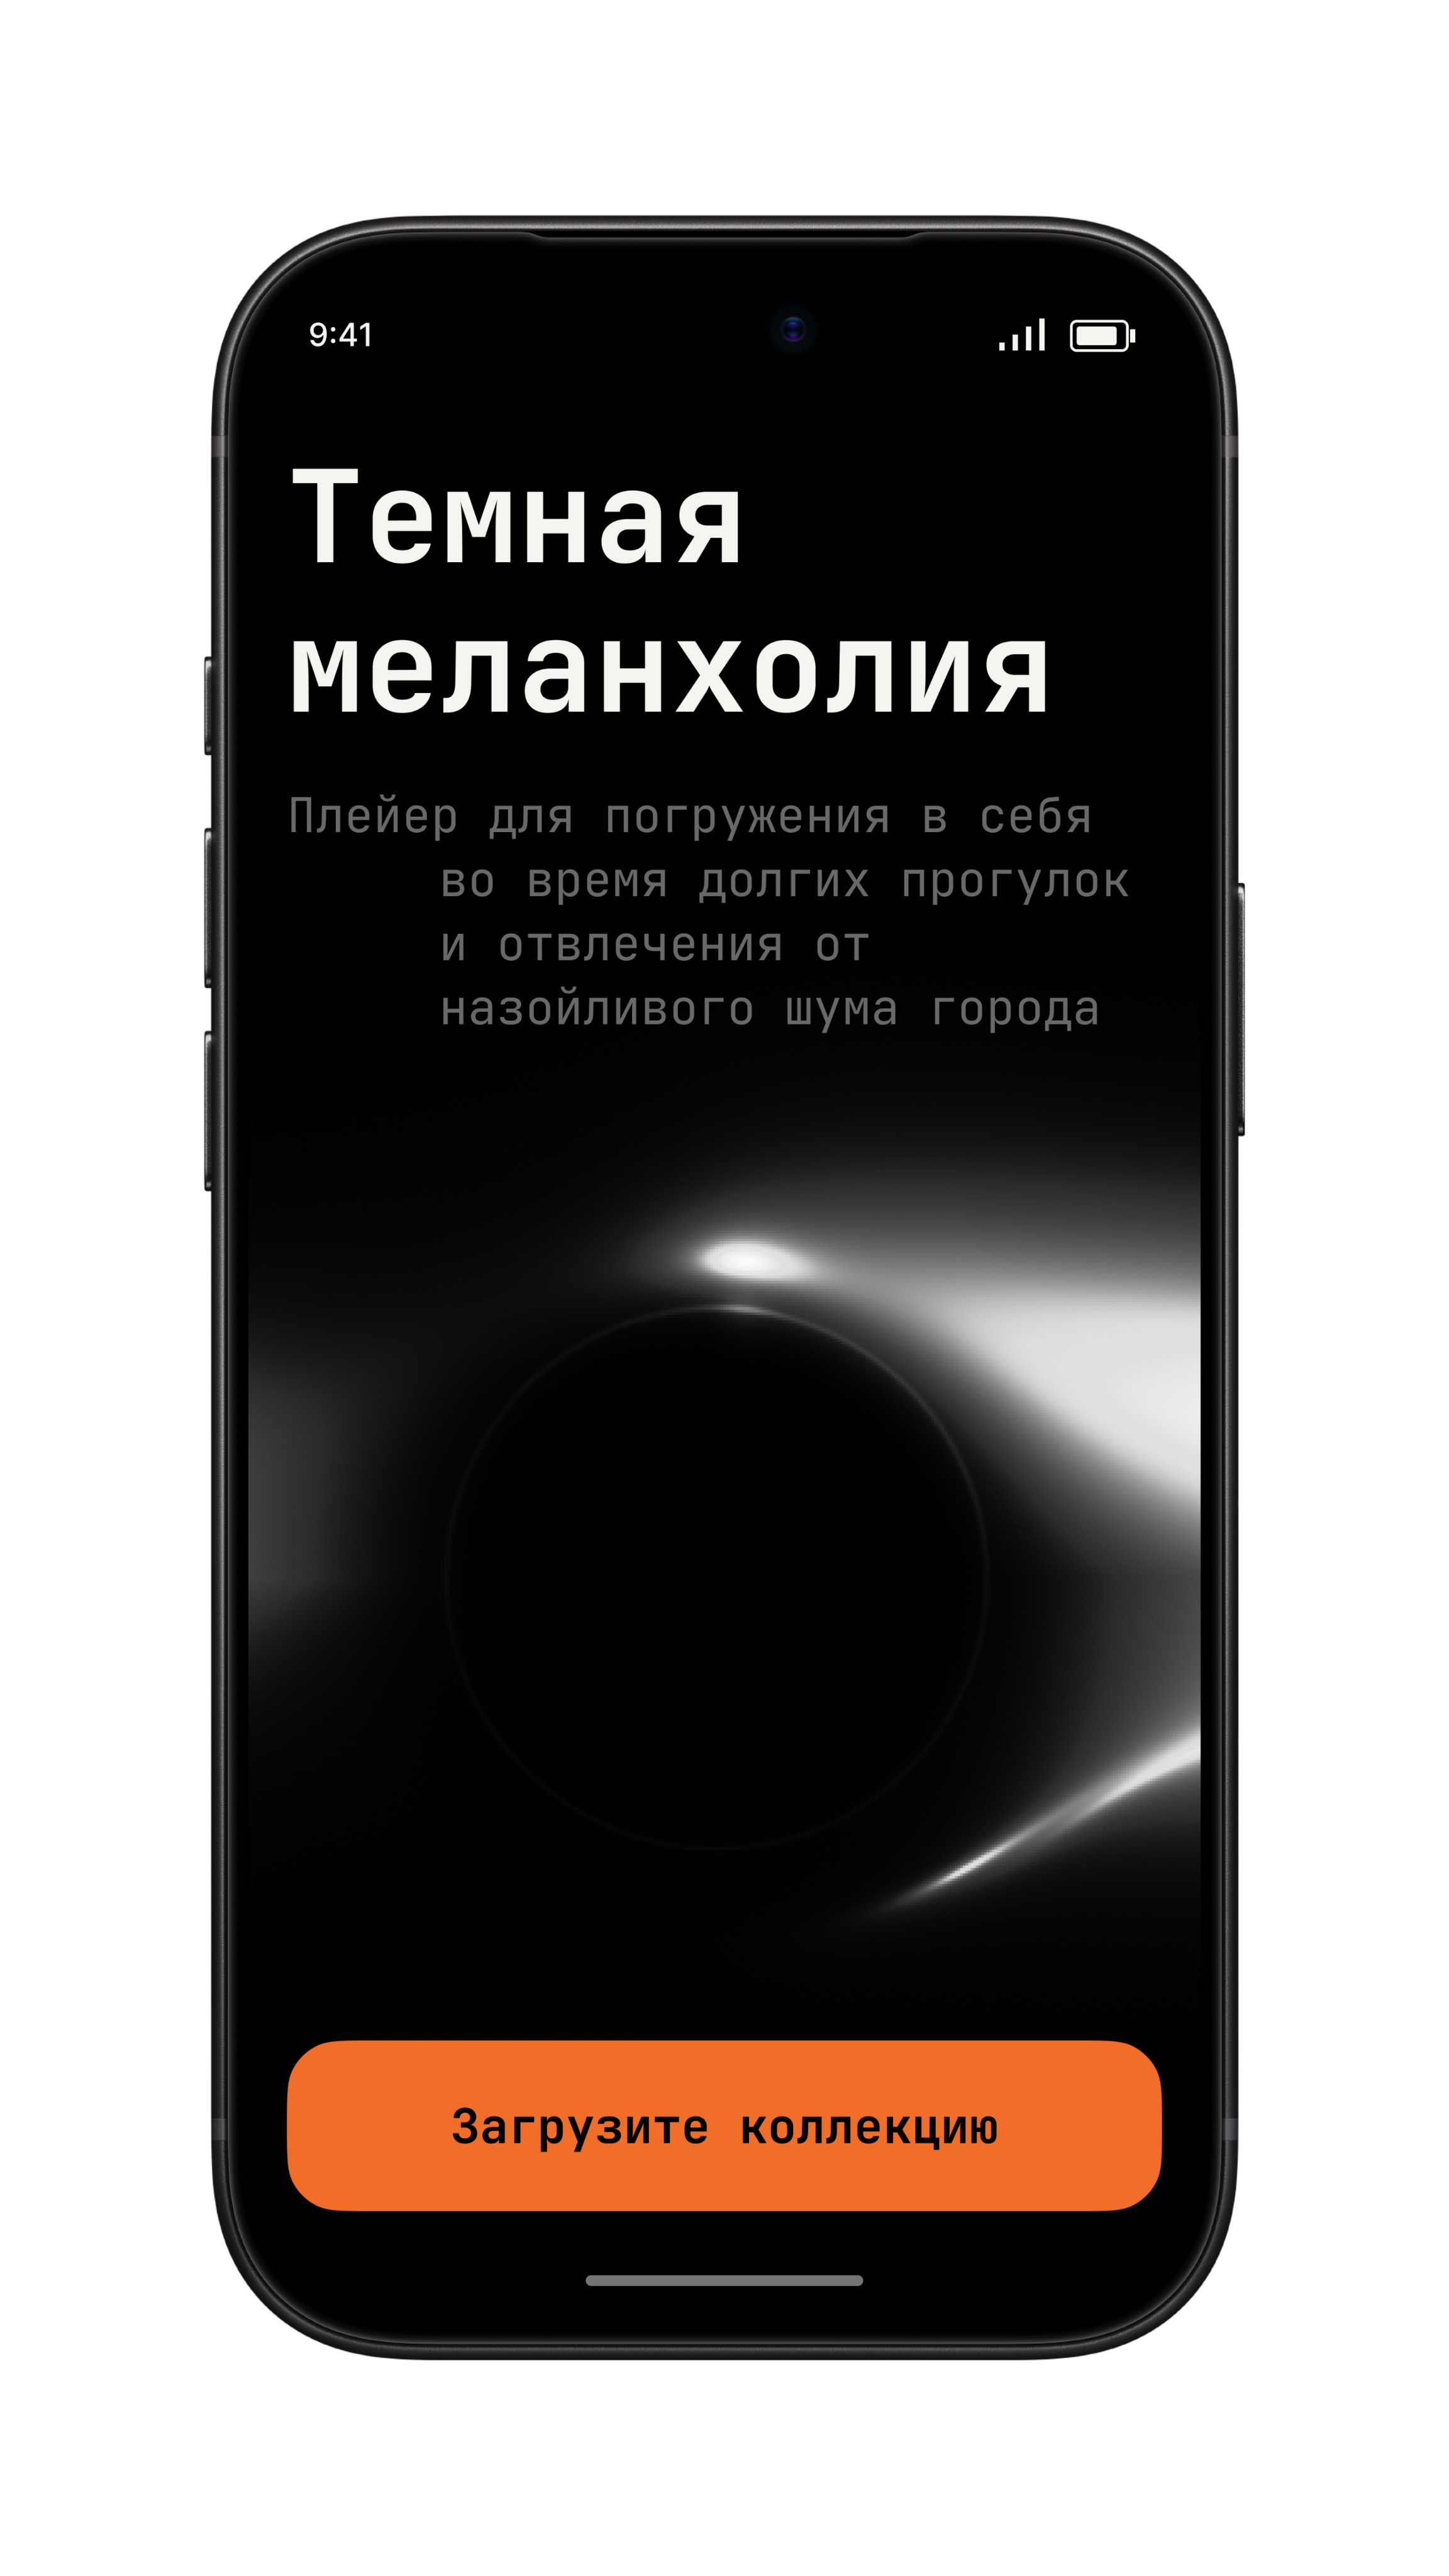 9:41
Темная
меланхолия
Плейер для погружения в себя
во время долгих прогулок
и отвлечения от
назойливого шума города
Загрузите коллекцию